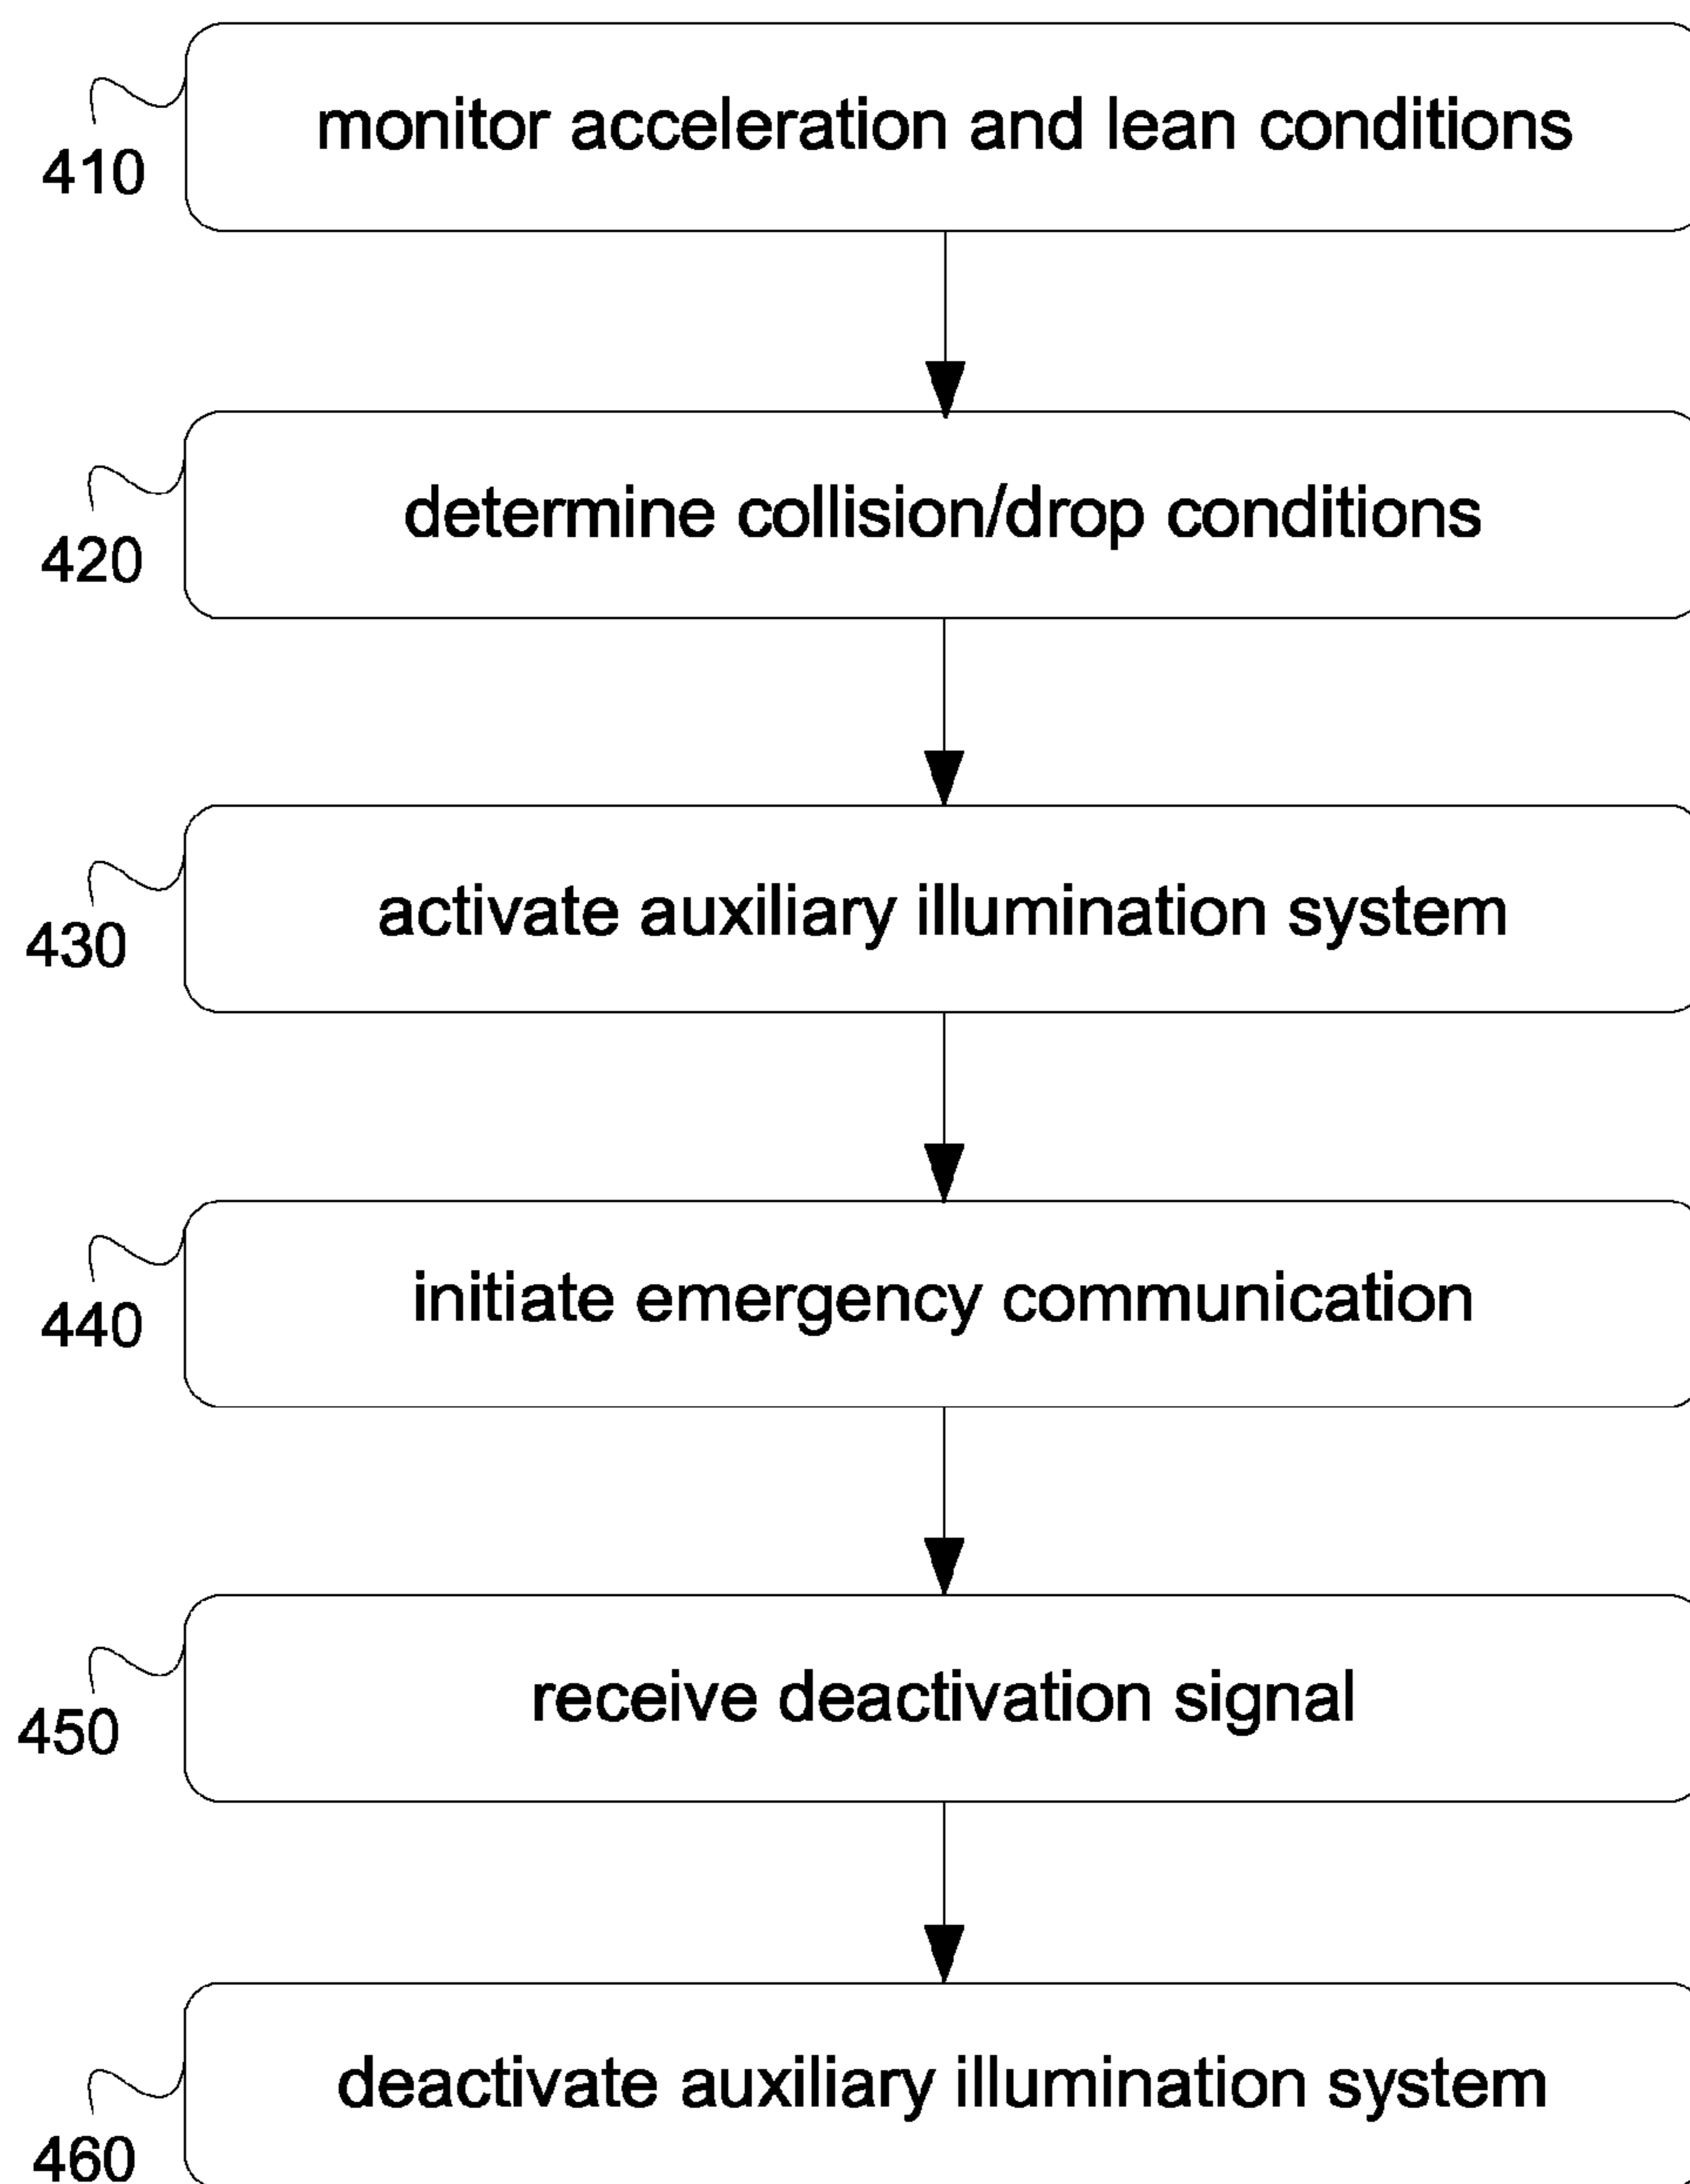 monitor acceleration and lean conditions
410
determine collision/drop conditions
420
activate auxiliary illumination system
430
initiate emergency communication
440
receive deactivation signal
450
deactivate auxiliary illumination system
460